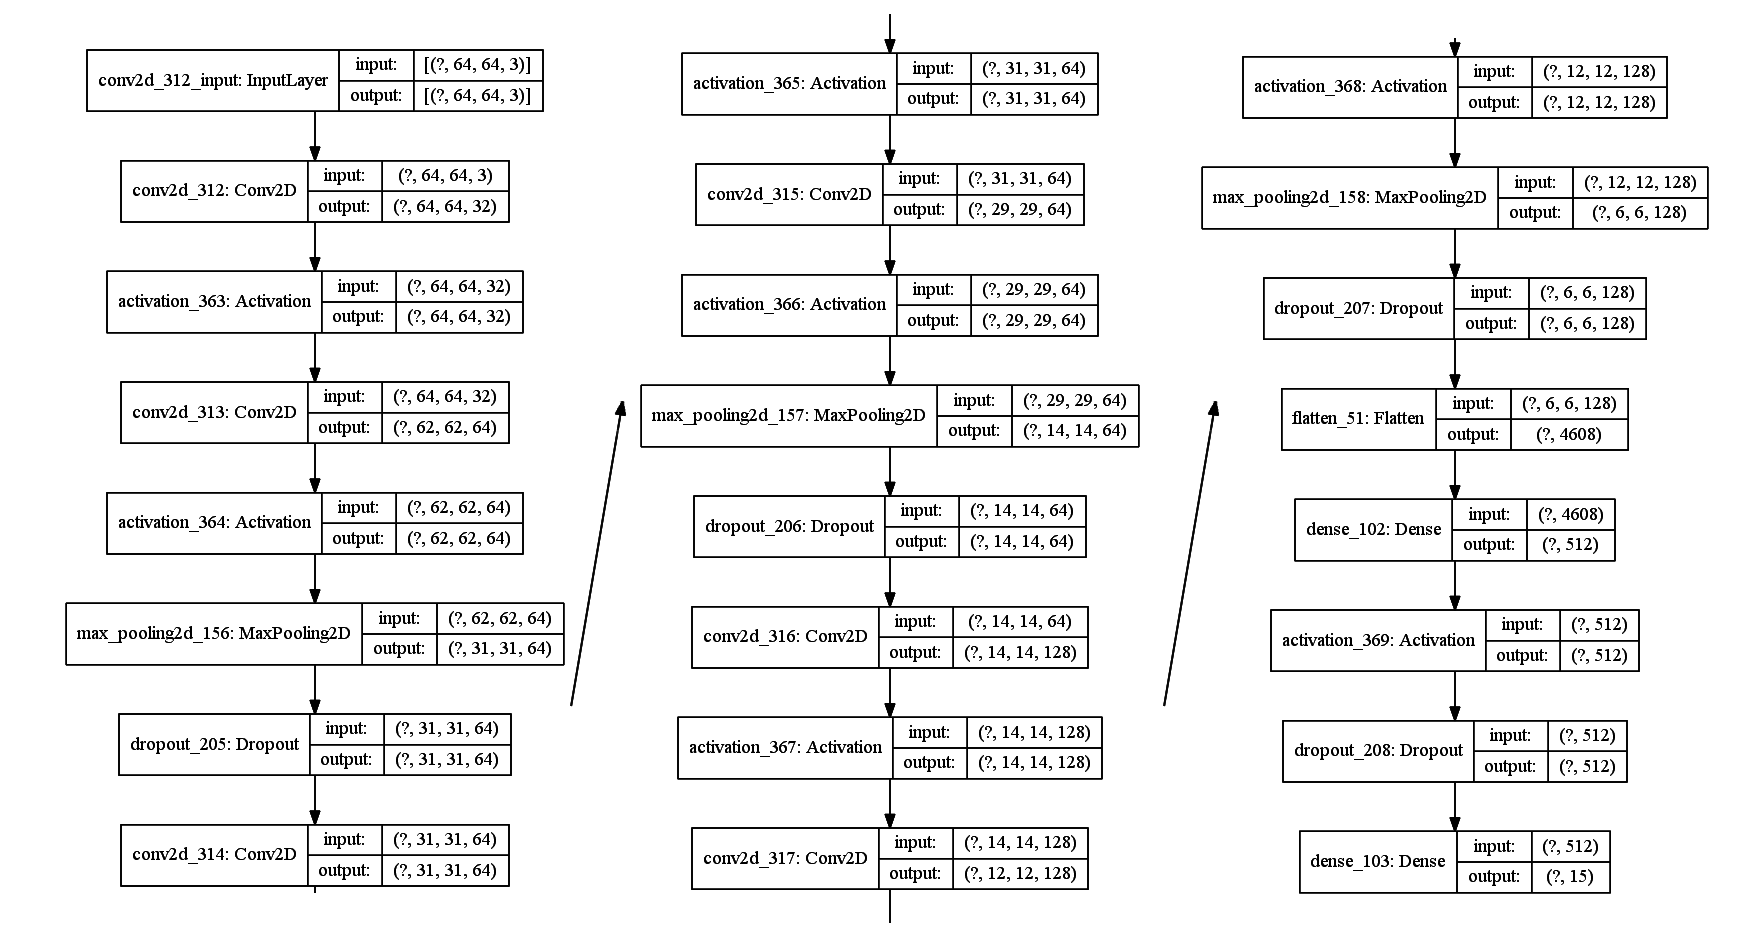 conv2d_312_input: InputLayer
input: [(?, 64, 64, 3)]
output: [(?, 64, 64, 3)]
conv2d_312: Conv2D
input: (?, 64, 64, 3)
output: (?, 64, 64, 32)
activation_363: Activation
input: (?, 64, 64, 32)
output: (?, 64, 64, 32)
conv2d_313: Conv2D
input: (?, 64, 64, 32)
output: (?, 62, 62, 64)
activation_364: Activation
input: (?, 62, 62, 64)
output: (?, 62, 62, 64)
max_pooling2d_156: MaxPooling2D
input: (?, 62, 62, 64)
output: (?, 31, 31, 64)
dropout_205: Dropout
input: (?, 31, 31, 64)
output: (?, 31, 31, 64)
conv2d_314: Conv2D
input: (?, 31, 31, 64)
output: (?, 31, 31, 64)
activation_365: Activation
input: (?, 31, 31, 64)
output: (?, 31, 31, 64)
conv2d_315: Conv2D
input: (?, 31, 31, 64)
output: (?, 29, 29, 64)
activation_366: Activation
input: (?, 29, 29, 64)
output: (?, 29, 29, 64)
max_pooling2d_157: MaxPooling2D
input: (?, 29, 29, 64)
output: (?, 14, 14, 64)
dropout_206: Dropout
input: (?, 14, 14, 64)
output: (?, 14, 14, 64)
conv2d_316: Conv2D
input: (?, 14, 14, 64)
output: (?, 14, 14, 128)
activation_367: Activation
input: (?, 14, 14, 128)
output: (?, 14, 14, 128)
conv2d_317: Conv2D
input: (?, 14, 14, 128)
output: (?, 12, 12, 128)
activation_368: Activation
input: (?, 12, 12, 128)
output: (?, 12, 12, 128)
max_pooling2d_158: MaxPooling2D
input: (?, 12, 12, 128)
output: (?, 6, 6, 128)
dropout_207: Dropout
input: (?, 6, 6, 128)
output: (?, 6, 6, 128)
flatten_51: Flatten
input: (?, 6, 6, 128)
output: (?, 4608)
dense_102: Dense
input: (?, 4608)
output: (?, 512)
activation_369: Activation
input: (?, 512)
output: (?, 512)
dropout_208: Dropout
input: (?, 512)
output: (?, 512)
dense_103: Dense
input: (?, 512)
output: (?, 15)